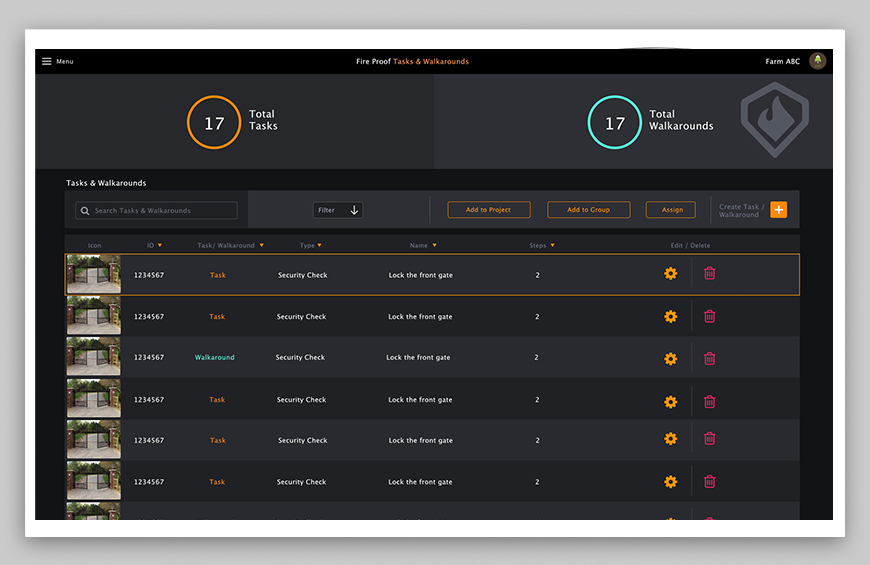 Menu
Fire Proof Tasks & Walkarounds
Farm ABC
17
Total
Tasks
17
Total
Walkarounds
Tasks & Walkarounds
Search Tasks & Walkarounds
Filter
Add to Project
Add to Group
Assign
Create Task /
Walkaround
Icon ID Task/ Walkaround Type Name Steps Edit / Delete
1234567 Task Security Check Lock the front gate 2
1234567 Task Security Check Lock the front gate 2
1234567 Walkaround Security Check Lock the front gate 2
1234567 Task Security Check Lock the front gate 2
1234567 Task Security Check Lock the front gate 2
1234567 Task Security Check Lock the front gate 2